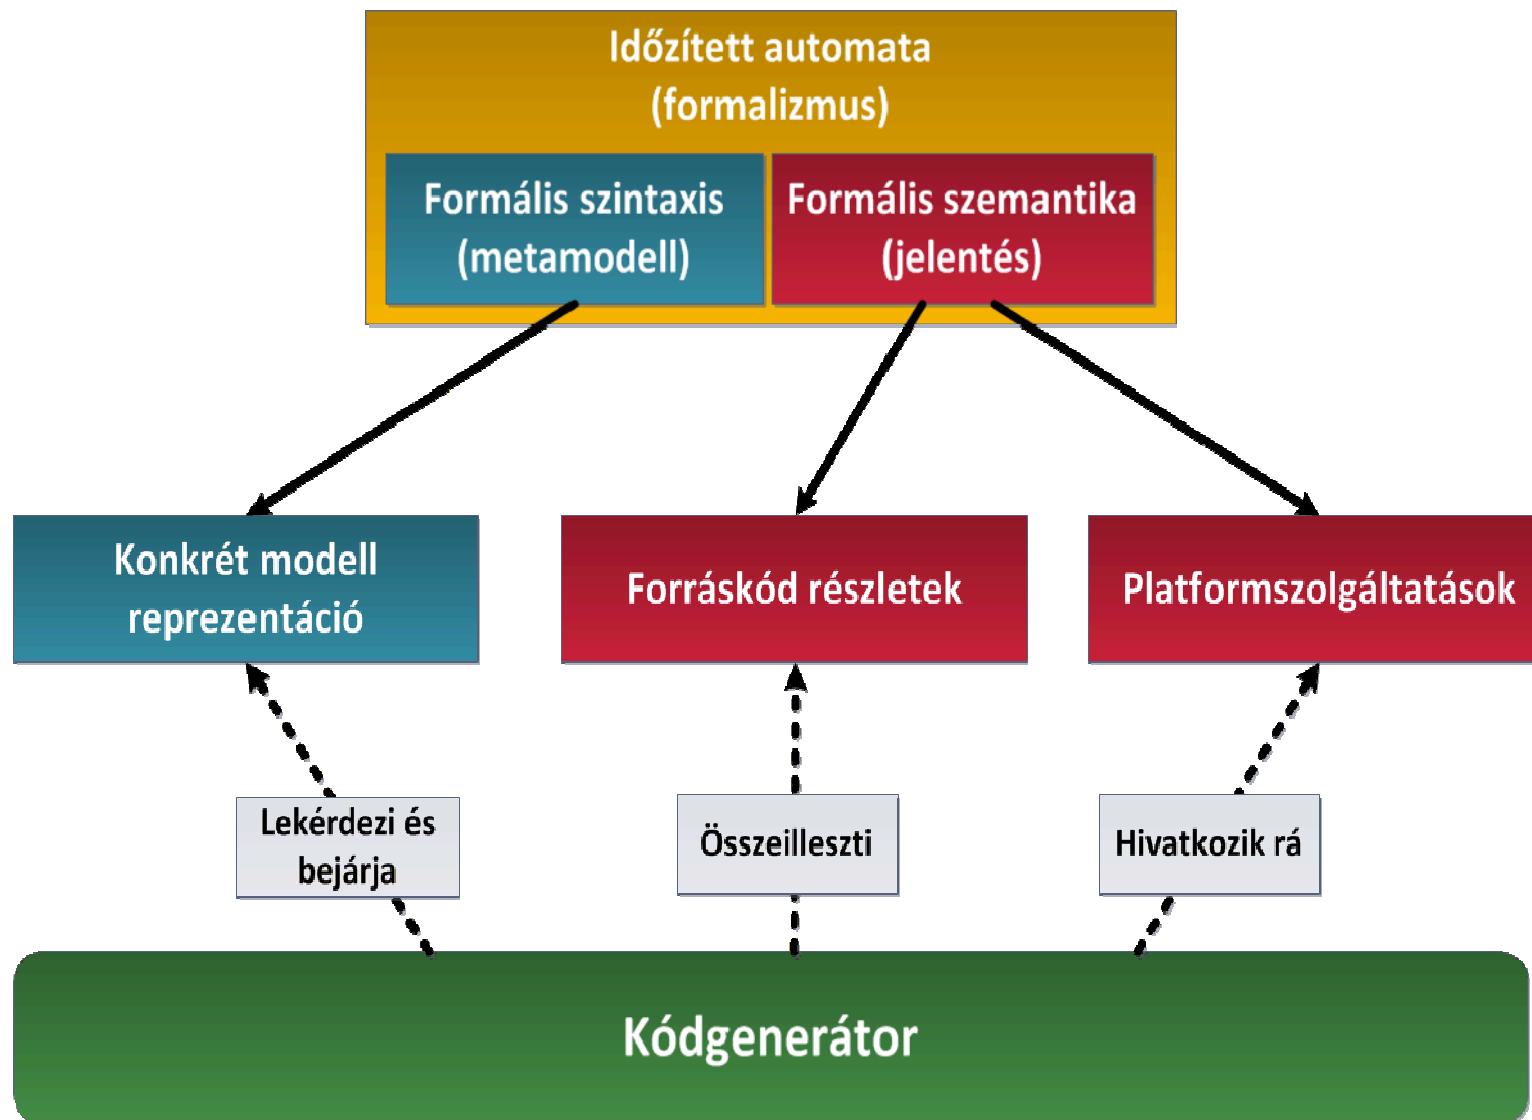 Időzített automata
(formalizmus)
Formális szintaxis
(metamodell)
Formális szemantika
(jelentés)
Konkrét modell
reprezentáció
Forráskód részletek
Platformszolgáltatások
Lekérdezi és
bejárja
Összeilleszti
Hivatkozik rá
Kódgenerátor